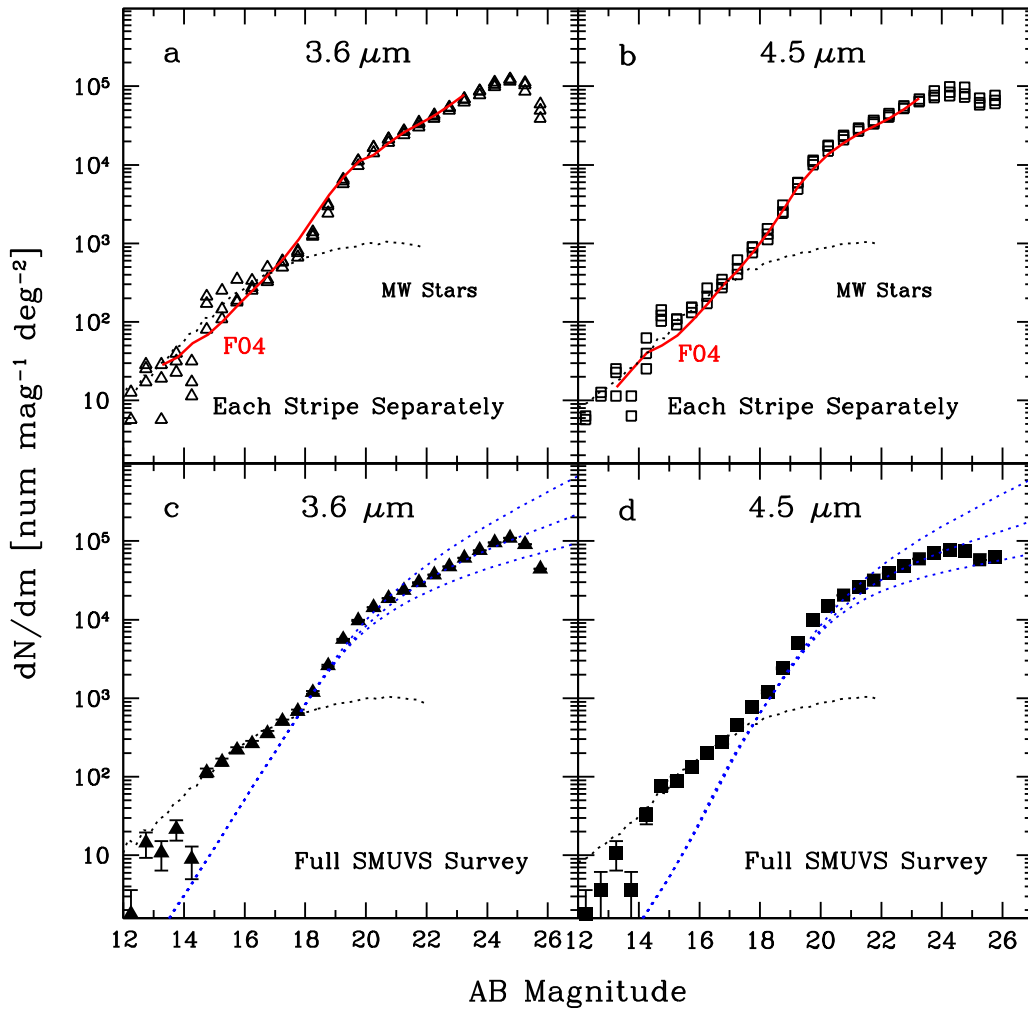 a
3.6 μm
b
4.5 μm
10⁵
10⁴
10³
10²
10
MW Stars
MW Stars
F04
F04
Each Stripe Separately
Each Stripe Separately
c
3.6 μm
d
4.5 μm
10⁵
10⁴
10³
10²
10
Full SMUVS Survey
Full SMUVS Survey
12 14 16 18 20 22 24 26 12 14 16 18 20 22 24 26
AB Magnitude
dN/dm [num mag⁻¹ deg⁻²]